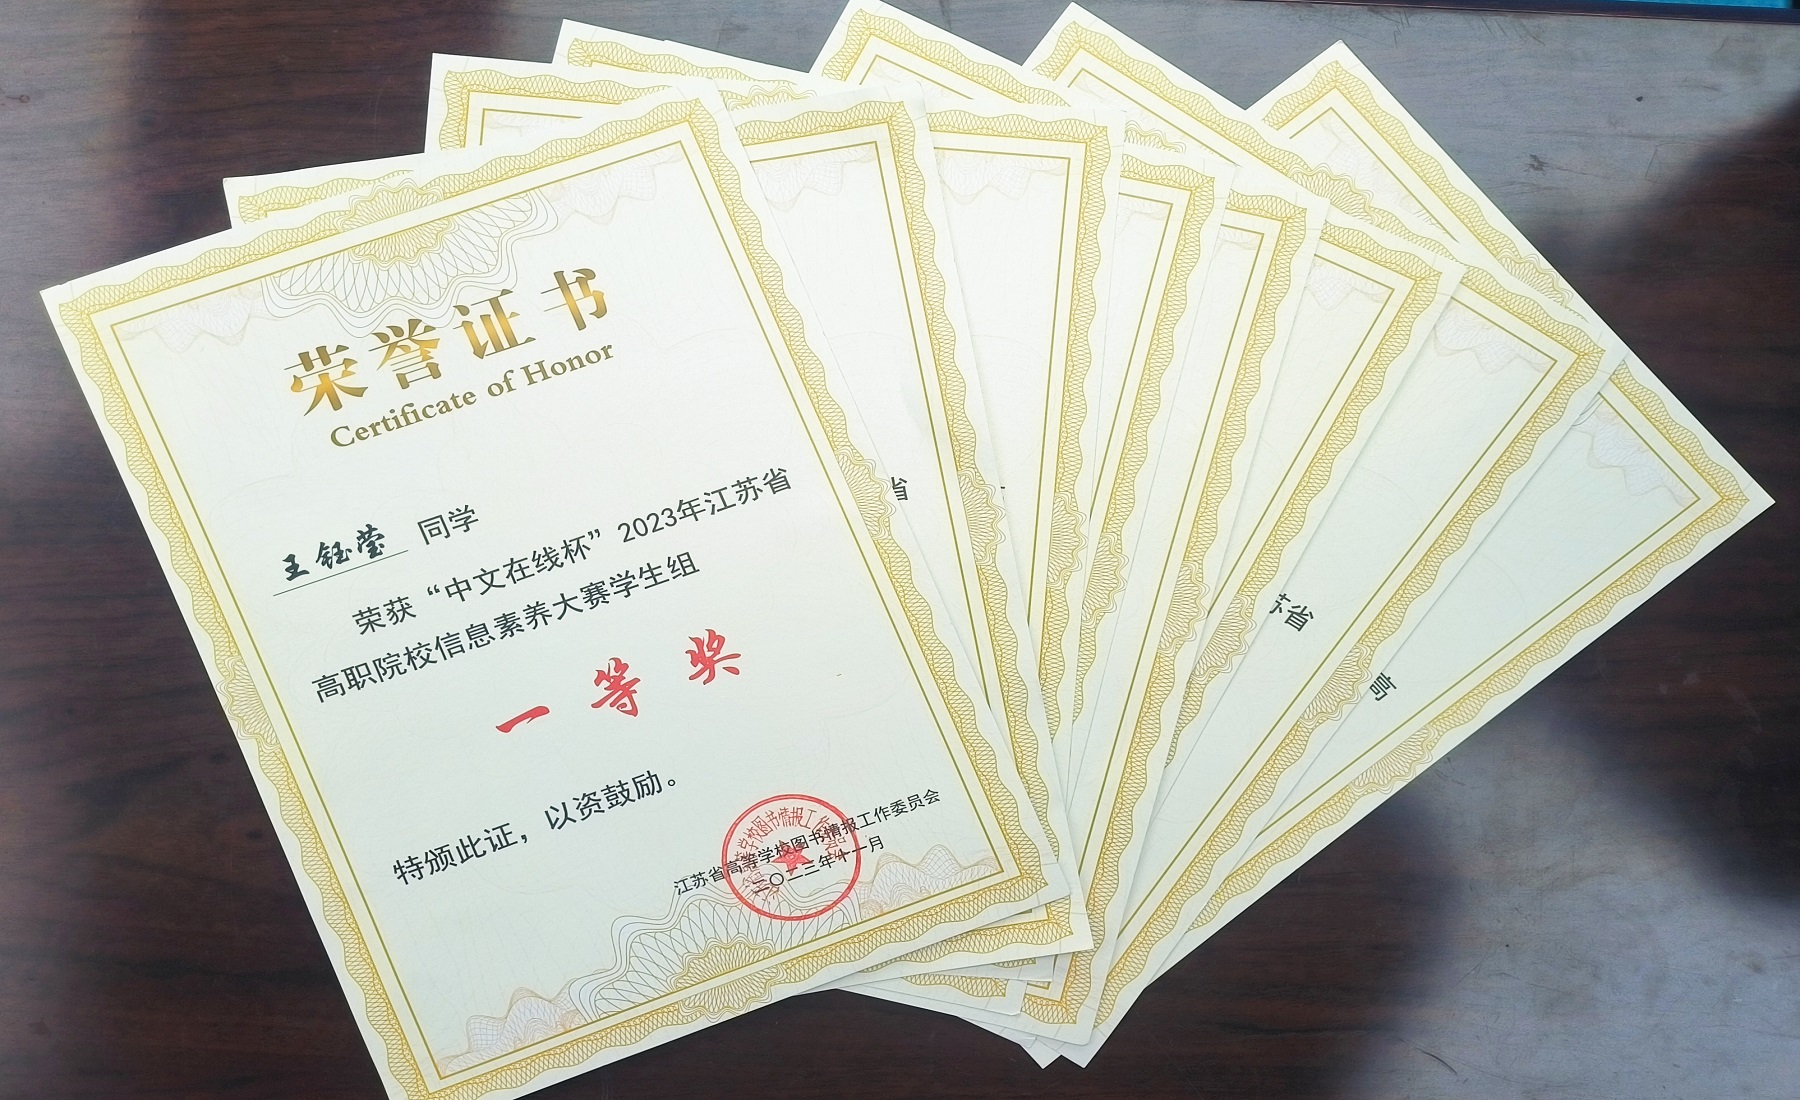 荣誉证书
Certificate of Honor
王钰莹 同学
荣获“中文在线杯”2023年江苏省
高职院校信息素养大赛学生组
一等奖
特颁此证，以资鼓励。
江苏省高等学校图书情报工作委员会
二〇二三年十一月
省
苏省
高